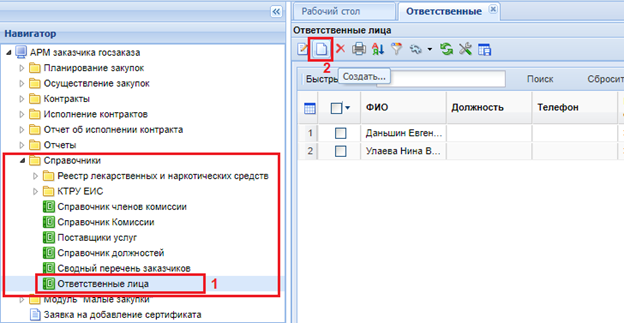 Рабочий стол
Ответственные
Навигатор
Ответственные лица
АРМ заказчика госзаказа
Планирование закупок
Осуществление закупок
Контракты
Исполнение контрактов
Отчет об исполнении контракта
Отчеты
Справочники
Реестр лекарственных и наркотических средств
КТРУ ЕИС
Справочник членов комиссии
Справочник Комиссии
Поставщики услуг
Справочник должностей
Сводный перечень заказчиков
Ответственные лица
1
Модуль "Малые закупки"
Заявка на добавление сертификата
2
Создать...
Быстры
Поиск
Сбросит
ФИО
Должность
Телефон
1
Даньшин Евген...
2
Улаева Нина В...